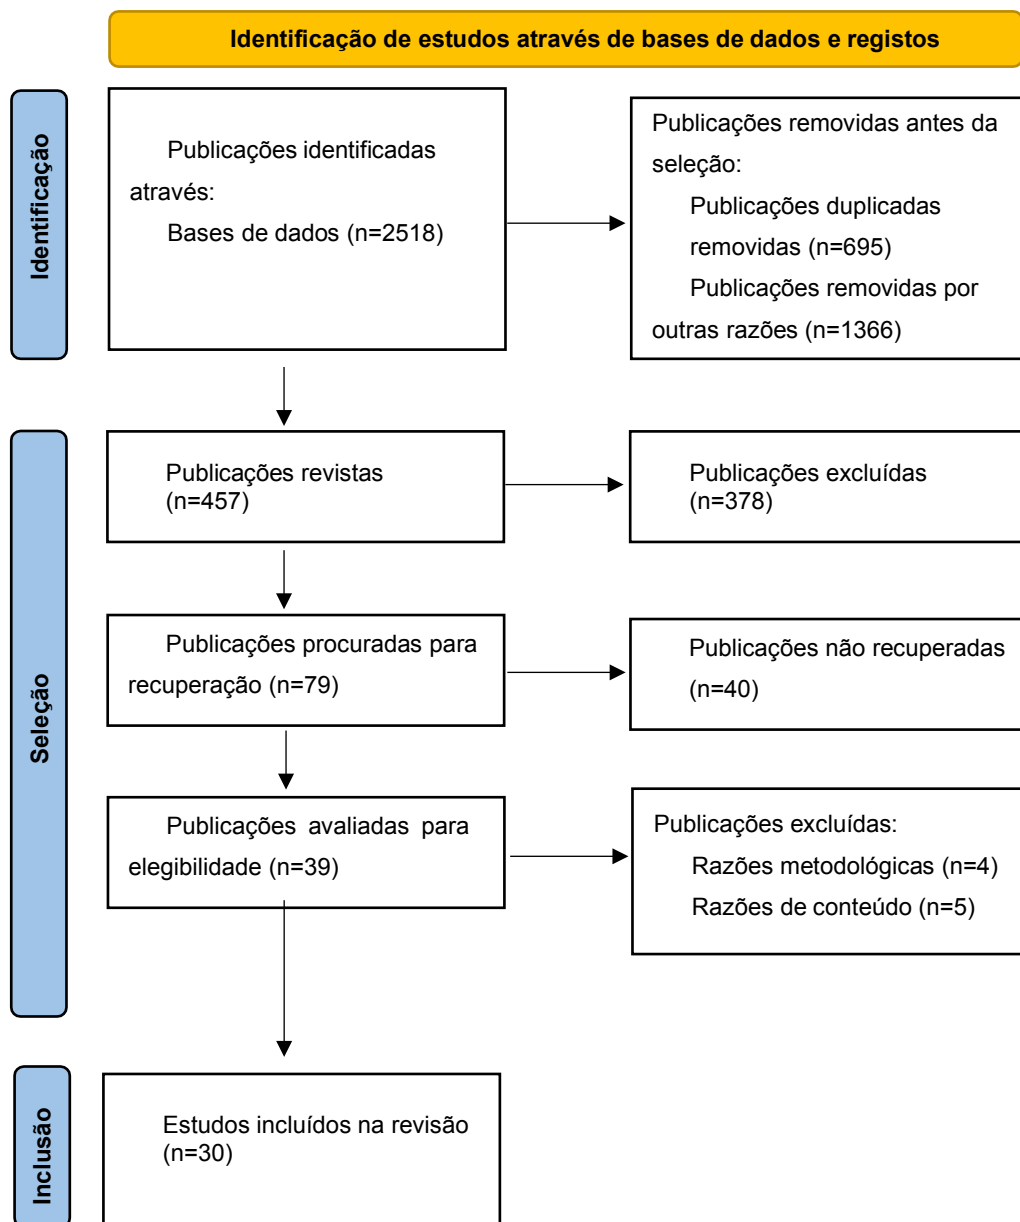 Identificação de estudos através de bases de dados e registos
Identificação
Publicações identificadas
através:
Bases de dados (n=2518)
Publicações removidas antes da
seleção:
Publicações duplicadas
removidas (n=695)
Publicações removidas por
outras razões (n=1366)
Seleção
Publicações revistas
(n=457)
Publicações excluídas
(n=378)
Publicações procuradas para
recuperação (n=79)
Publicações não recuperadas
(n=40)
Publicações avaliadas para
elegibilidade (n=39)
Publicações excluídas:
Razões metodológicas (n=4)
Razões de conteúdo (n=5)
Inclusão
Estudos incluídos na revisão
(n=30)